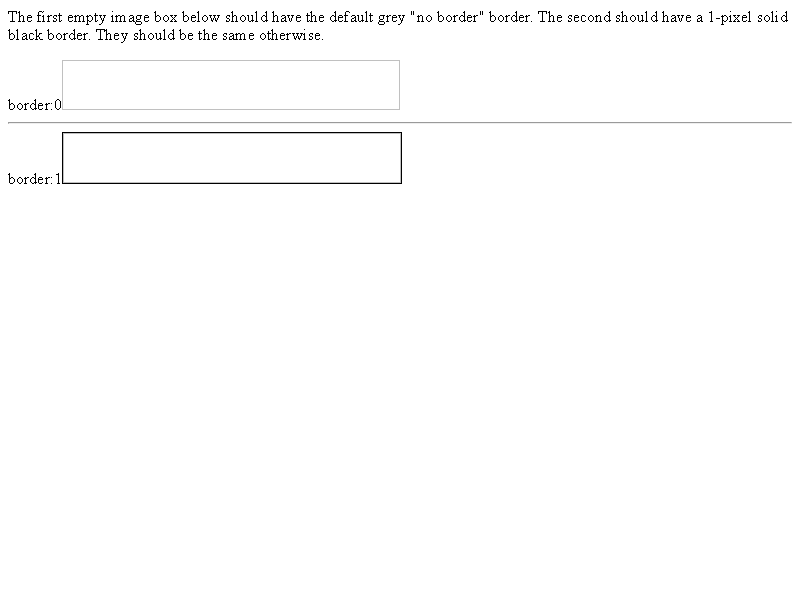 The first empty image box below should have the default grey "no border" border. The second should have a 1-pixel solid
black border. They should be the same otherwise.
border:0
border:1